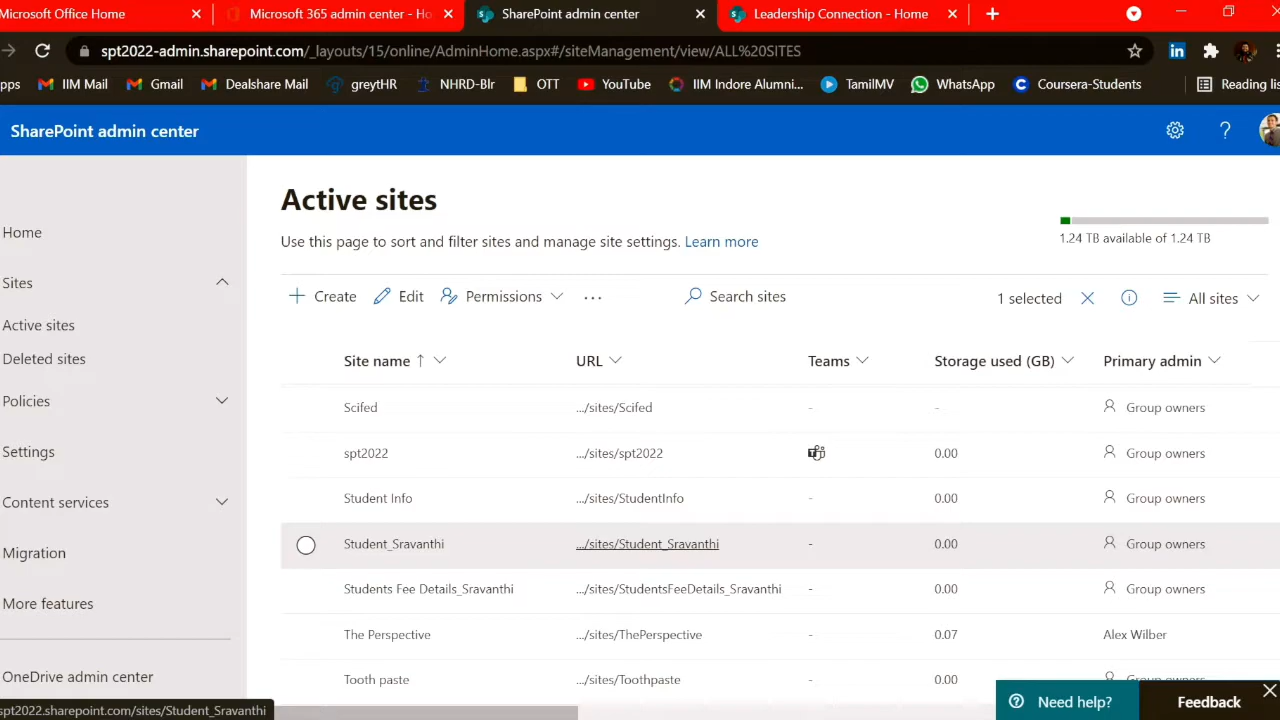 Microsoft Office Home
Microsoft 365 admin center - Ho
SharePoint admin center
Leadership Connection - Home
spt2022-admin.sharepoint.com/_layouts/15/online/AdminHome.aspx#/siteManagement/view/ALL%20SITES
pps
IIM Mail
Gmail
Dealshare Mail
greytHR
NHRD-Blr
OTT
YouTube
IIM Indore Alumni...
TamilMV
WhatsApp
Coursera-Students
Reading lis
SharePoint admin center
Home
Sites
Active sites
Deleted sites
Policies
Settings
Content services
Migration
More features
OneDrive admin center
Active sites
Use this page to sort and filter sites and manage site settings. Learn more
1.24 TB available of 1.24 TB
Create Edit Permissions ... Search sites 1 selected All sites
Site name ↑ URL Teams Storage used (GB) Primary admin
Scifed .../sites/Scifed - - Group owners
spt2022 .../sites/spt2022 0.00 Group owners
Student Info .../sites/StudentInfo - 0.00 Group owners
Student_Sravanthi .../sites/Student_Sravanthi - 0.00 Group owners
Students Fee Details_Sravanthi .../sites/StudentsFeeDetails_Sravanthi - 0.00 Group owners
The Perspective .../sites/ThePerspective - 0.07 Alex Wilber
Tooth paste .../sites/Toothpaste - 0.00 Group owners
Need help?
Feedback
spt2022.sharepoint.com/sites/Student_Sravanthi